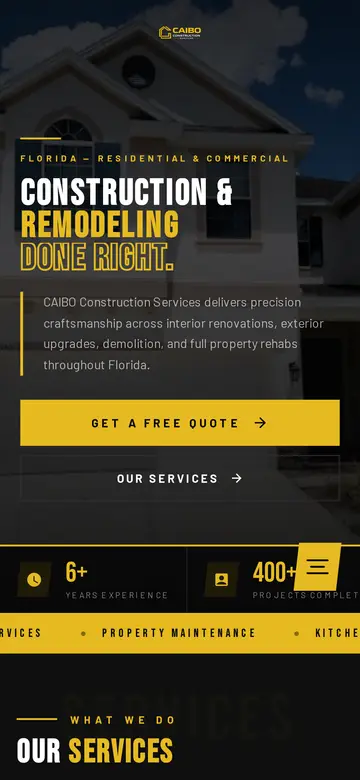 CAIBO
CONSTRUCTION
FLORIDA — RESIDENTIAL & COMMERCIAL
CONSTRUCTION &
REMODELING
DONE RIGHT.
CAIBO Construction Services delivers precision
craftsmanship across interior renovations, exterior
upgrades, demolition, and full property rehabs
throughout Florida.
GET A FREE QUOTE →
OUR SERVICES →
6+
YEARS EXPERIENCE
400+
PROJECTS COMPLET
RVICES • PROPERTY MAINTENANCE • KITCHE
SERVICES
WHAT WE DO
OUR SERVICES